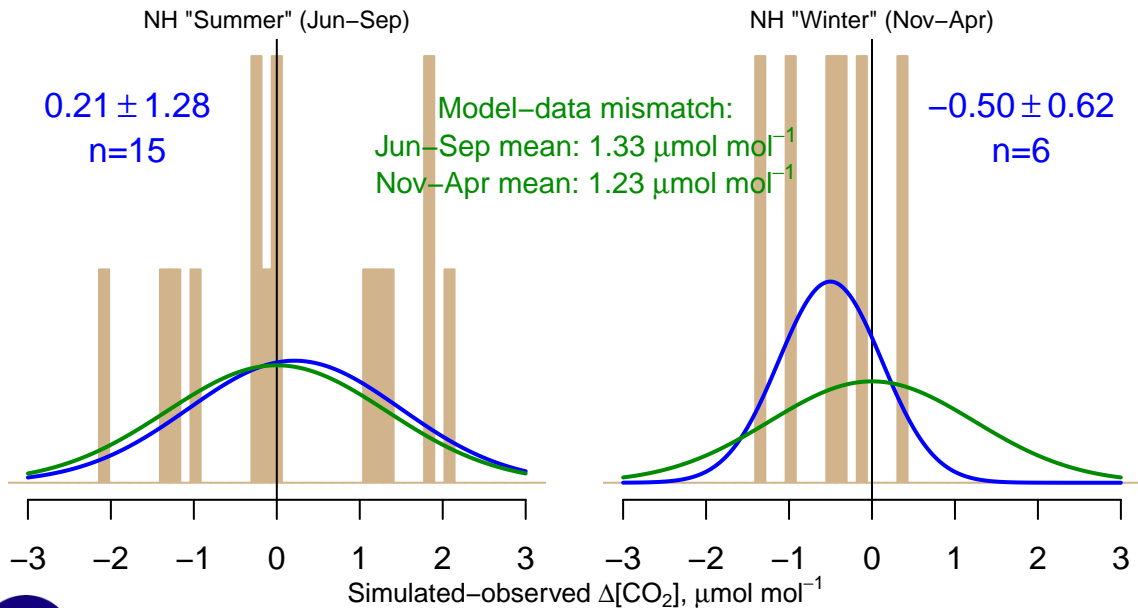 NH "Summer" (Jun−Sep)
NH "Winter" (Nov−Apr)
0.21 ± 1.28
n=15
Model−data mismatch:
Jun−Sep mean: 1.33 μmol mol⁻¹
Nov−Apr mean: 1.23 μmol mol⁻¹
−0.50 ± 0.62
n=6
−3 −2 −1 0 1 2 3
−3 −2 −1 0 1 2 3
Simulated−observed Δ[CO₂], μmol mol⁻¹